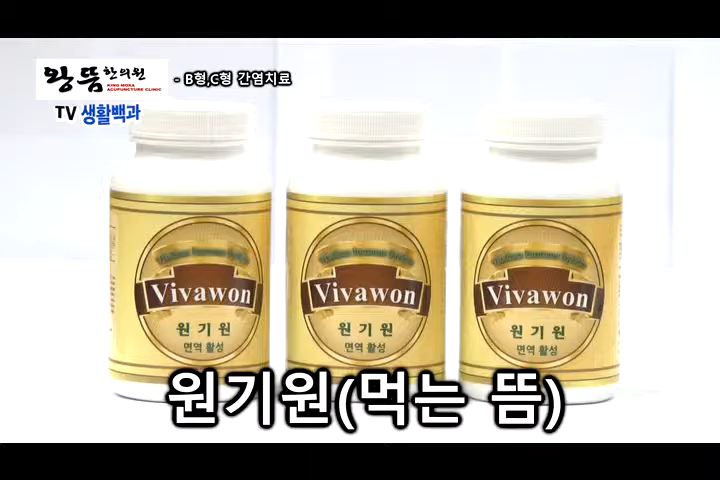 왕뜸한의원
KING MOXA
ACUPUNCTURE CLINIC
- B형,C형 간염치료
TV 생활백과
Vivawon
원기원
면역 활성
Vivawon
원기원
면역 활성
Vivawon
원기원
면역 활성
원기원(먹는 뜸)